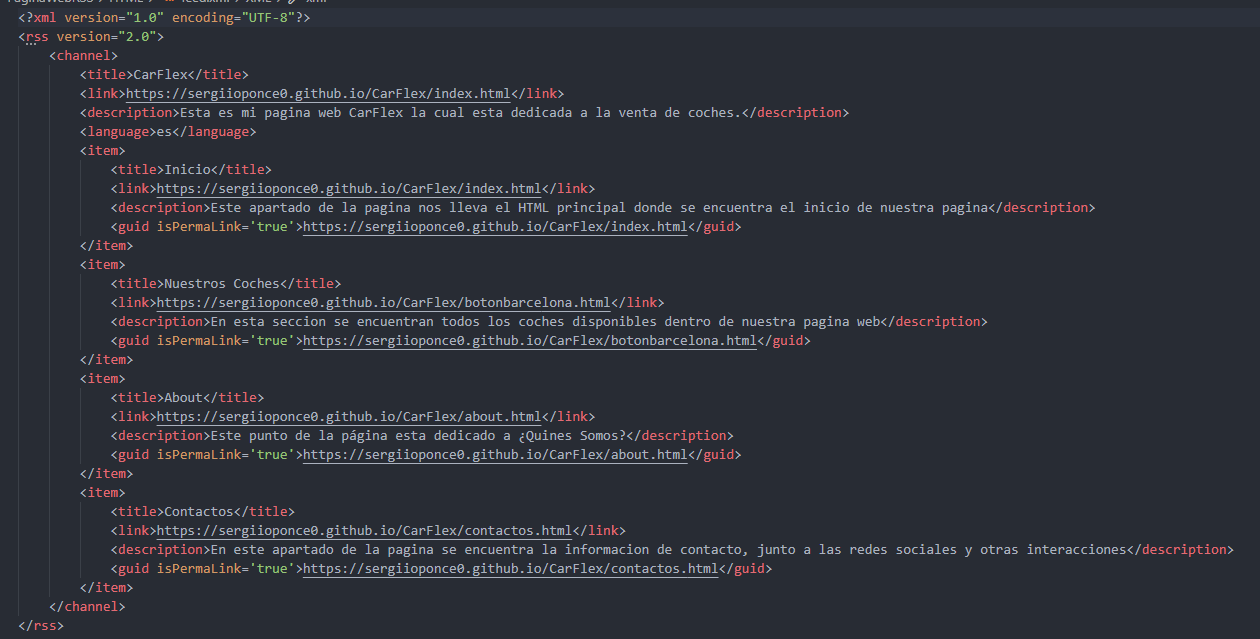 <?xml version="1.0" encoding="UTF-8"?>
<rss version="2.0">
<channel>
<title>CarFlex</title>
<link>https://sergiioponce0.github.io/CarFlex/index.html</link>
<description>Esta es mi pagina web CarFlex la cual esta dedicada a la venta de coches.</description>
<language>es</language>
<item>
<title>Inicio</title>
<link>https://sergiioponce0.github.io/CarFlex/index.html</link>
<description>Este apartado de la pagina nos lleva el HTML principal donde se encuentra el inicio de nuestra pagina</description>
<guid isPermaLink='true'>https://sergiioponce0.github.io/CarFlex/index.html</guid>
</item>
<item>
<title>Nuestros Coches</title>
<link>https://sergiioponce0.github.io/CarFlex/botonbarcelona.html</link>
<description>En esta seccion se encuentran todos los coches disponibles dentro de nuestra pagina web</description>
<guid isPermaLink='true'>https://sergiioponce0.github.io/CarFlex/botonbarcelona.html</guid>
</item>
<item>
<title>About</title>
<link>https://sergiioponce0.github.io/CarFlex/about.html</link>
<description>Este punto de la página esta dedicado a ¿Quines Somos?</description>
<guid isPermaLink='true'>https://sergiioponce0.github.io/CarFlex/about.html</guid>
</item>
<item>
<title>Contactos</title>
<link>https://sergiioponce0.github.io/CarFlex/contactos.html</link>
<description>En este apartado de la pagina se encuentra la informacion de contacto, junto a las redes sociales y otras interacciones</description>
<guid isPermaLink='true'>https://sergiioponce0.github.io/CarFlex/contactos.html</guid>
</item>
</channel>
</rss>